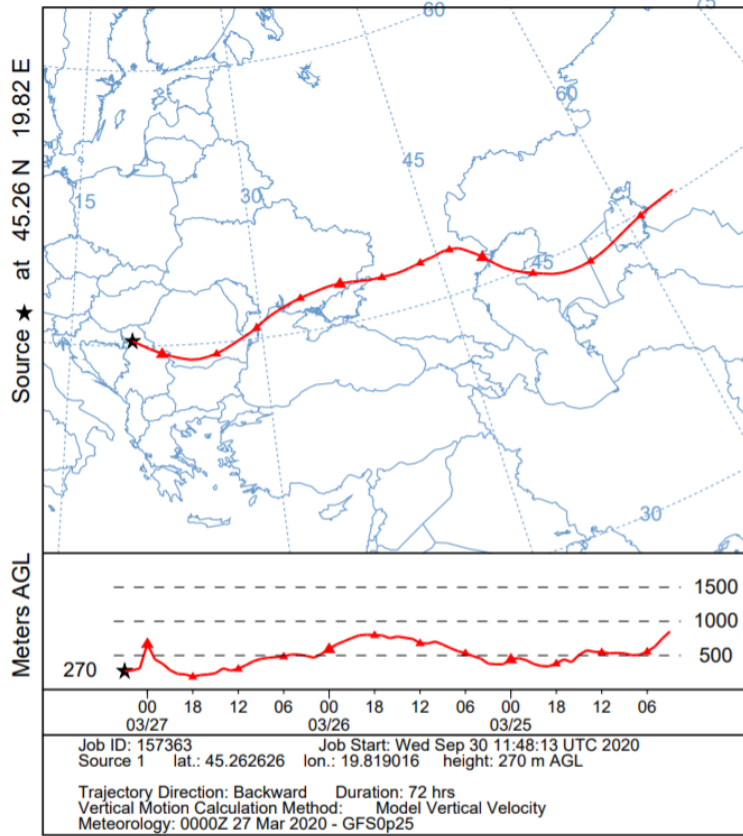 Source ★ at 45.26 N 19.82 E
75
60
60
45
15
30
45
30
Meters AGL
1500
1000
500
270
00 18 12 06 00 18 12 06 00 18 12 06
03/27 03/26 03/25
Job ID: 157363 Job Start: Wed Sep 30 11:48:13 UTC 2020
Source 1 lat.: 45.262626 lon.: 19.819016 height: 270 m AGL
Trajectory Direction: Backward Duration: 72 hrs
Vertical Motion Calculation Method: Model Vertical Velocity
Meteorology: 0000Z 27 Mar 2020 - GFS0p25